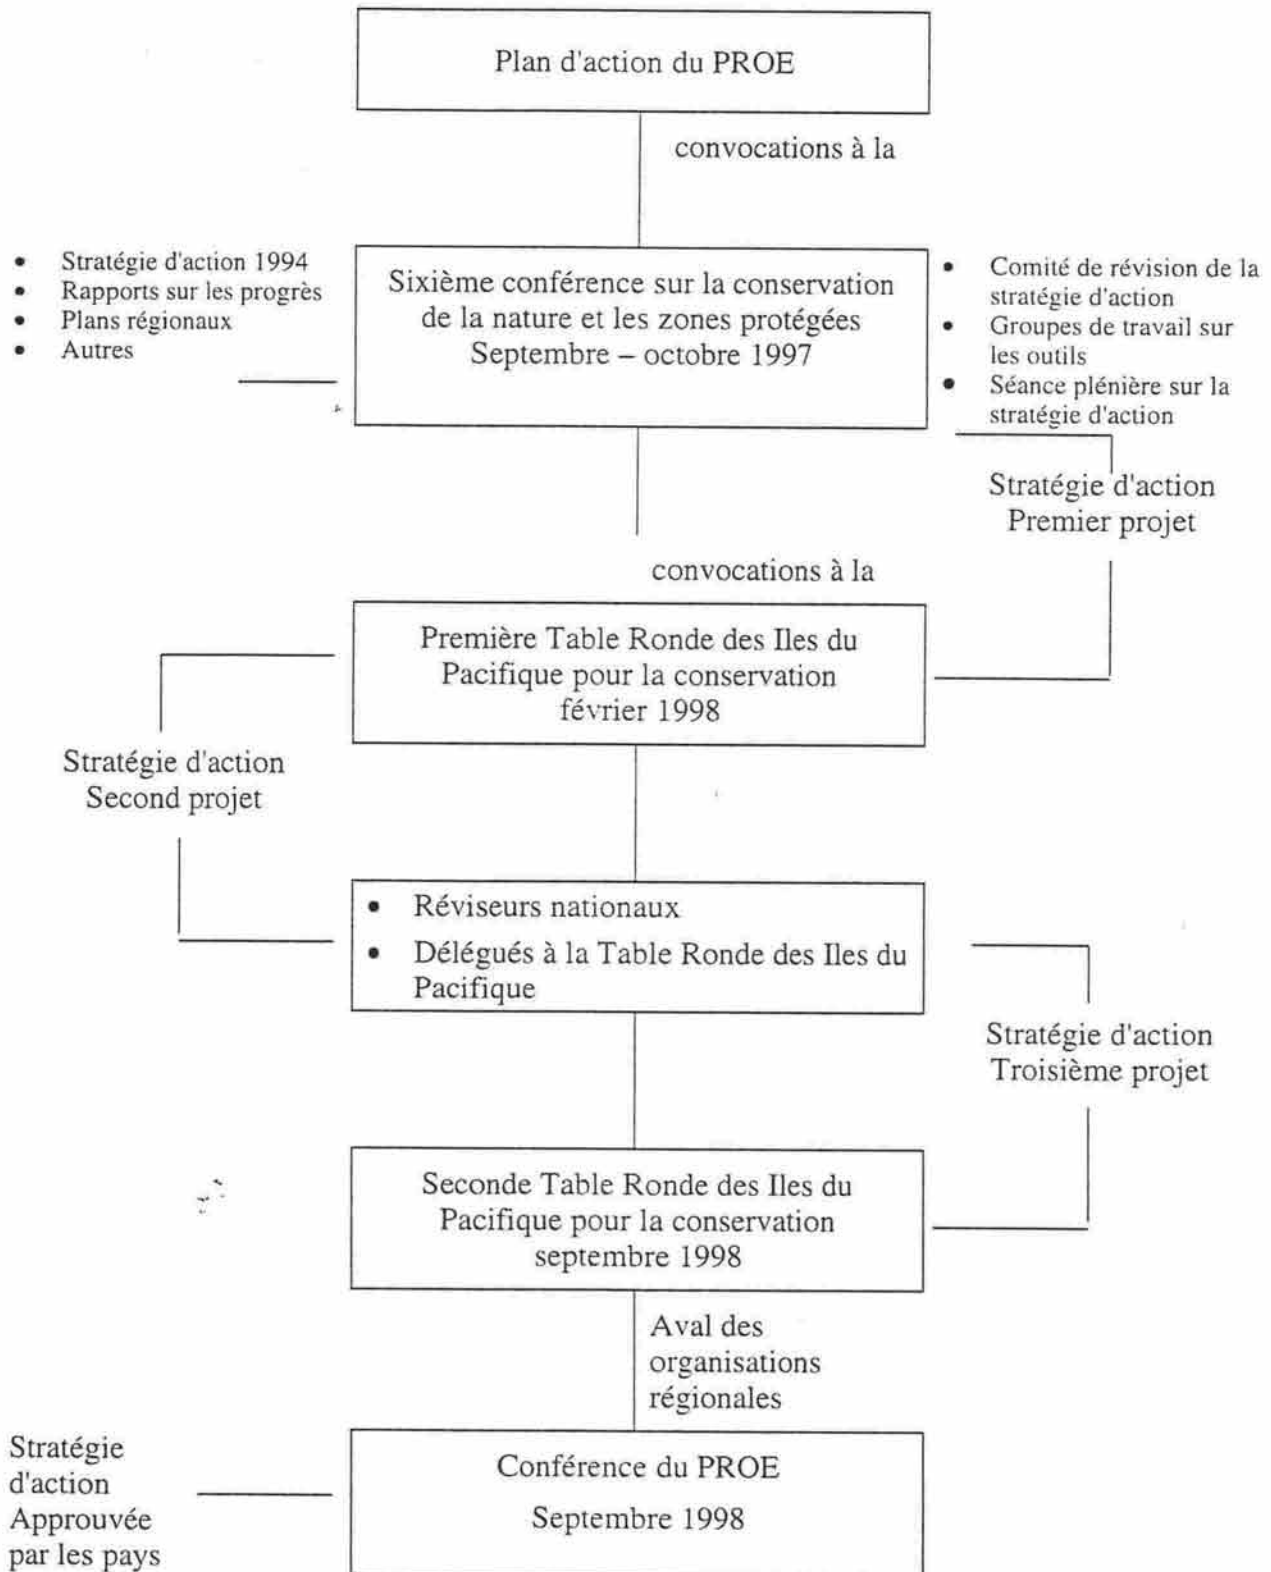 Plan d'action du PROE
convocations à la
• Stratégie d'action 1994
• Rapports sur les progrès
• Plans régionaux
• Autres
Sixième conférence sur la conservation
de la nature et les zones protégées
Septembre – octobre 1997
• Comité de révision de la
stratégie d'action
• Groupes de travail sur
les outils
• Séance plénière sur la
stratégie d'action
Stratégie d'action
Premier projet
convocations à la
Première Table Ronde des Iles du
Pacifique pour la conservation
février 1998
Stratégie d'action
Second projet
• Réviseurs nationaux
• Délégués à la Table Ronde des Iles du
Pacifique
Stratégie d'action
Troisième projet
Seconde Table Ronde des Iles du
Pacifique pour la conservation
septembre 1998
Aval des
organisations
régionales
Stratégie
d'action
Approuvée
par les pays
Conférence du PROE
Septembre 1998